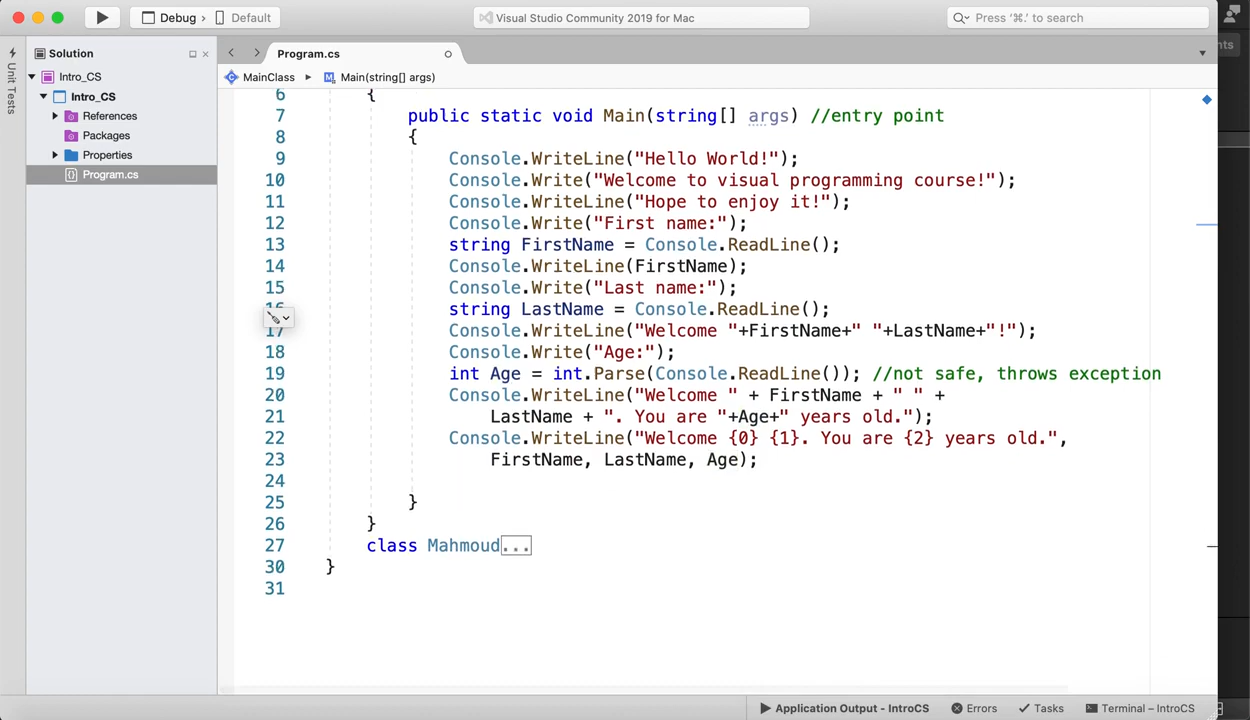 Debug › Default
Visual Studio Community 2019 for Mac
Press '⌘.' to search
nts
Unit Tests
Solution
Intro_CS
Intro_CS
References
Packages
Properties
Program.cs
Program.cs
MainClass ▸ Main(string[] args)
6 {
7 public static void Main(string[] args) //entry point
8 {
9 Console.WriteLine("Hello World!");
10 Console.Write("Welcome to visual programming course!");
11 Console.WriteLine("Hope to enjoy it!");
12 Console.Write("First name:");
13 string FirstName = Console.ReadLine();
14 Console.WriteLine(FirstName);
15 Console.Write("Last name:");
16 string LastName = Console.ReadLine();
17 Console.WriteLine("Welcome "+FirstName+" "+LastName+"!");
18 Console.Write("Age:");
19 int Age = int.Parse(Console.ReadLine()); //not safe, throws exception
20 Console.WriteLine("Welcome " + FirstName + " " +
21 LastName + ". You are "+Age+" years old.");
22 Console.WriteLine("Welcome {0} {1}. You are {2} years old.",
23 FirstName, LastName, Age);
24
25 }
26 }
27 class Mahmoud...
30 }
31
Application Output - IntroCS Errors Tasks Terminal – IntroCS